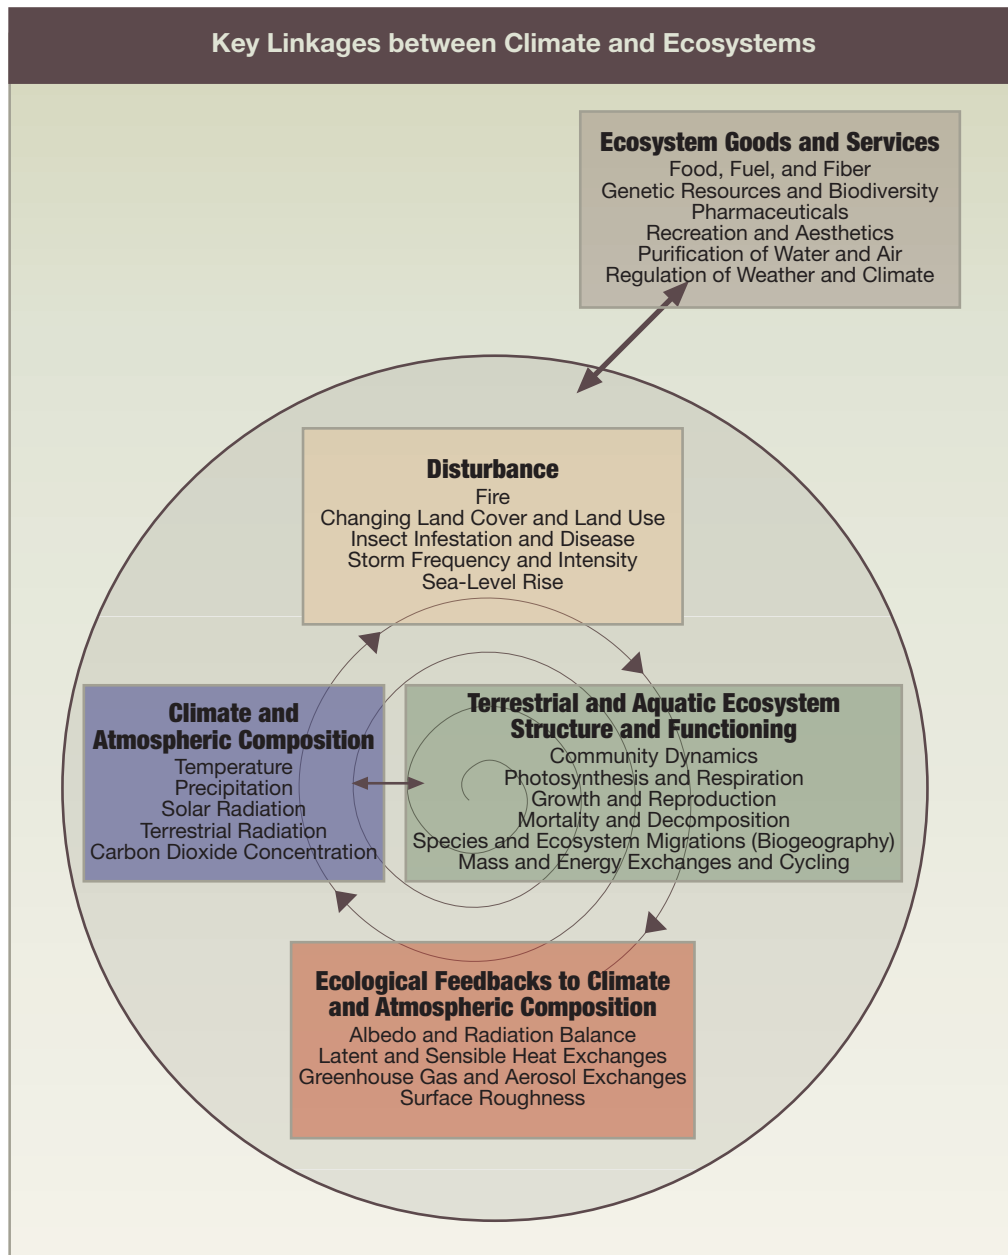 Key Linkages between Climate and Ecosystems
Ecosystem Goods and Services
Food, Fuel, and Fiber
Genetic Resources and Biodiversity
Pharmaceuticals
Recreation and Aesthetics
Purification of Water and Air
Regulation of Weather and Climate
Disturbance
Fire
Changing Land Cover and Land Use
Insect Infestation and Disease
Storm Frequency and Intensity
Sea-Level Rise
Climate and
Atmospheric Composition
Temperature
Precipitation
Solar Radiation
Terrestrial Radiation
Carbon Dioxide Concentration
Terrestrial and Aquatic Ecosystem
Structure and Functioning
Community Dynamics
Photosynthesis and Respiration
Growth and Reproduction
Mortality and Decomposition
Species and Ecosystem Migrations (Biogeography)
Mass and Energy Exchanges and Cycling
Ecological Feedbacks to Climate
and Atmospheric Composition
Albedo and Radiation Balance
Latent and Sensible Heat Exchanges
Greenhouse Gas and Aerosol Exchanges
Surface Roughness